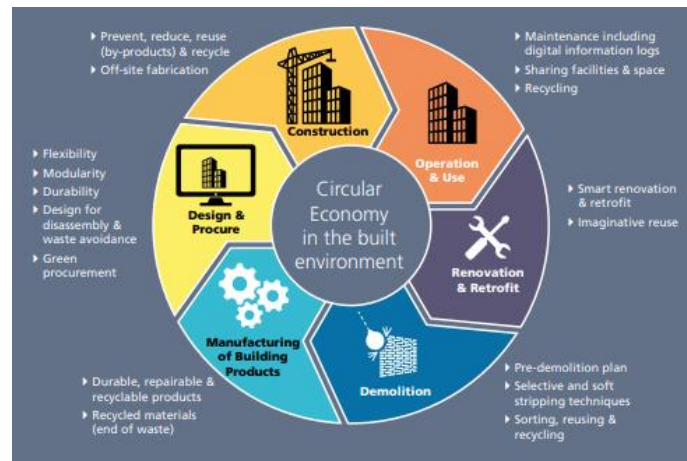 Prevent, reduce, reuse
(by-products) & recycle
Off-site fabrication
Construction
Maintenance including
digital information logs
Sharing facilities & space
Recycling
Operation
& Use
Flexibility
Modularity
Durability
Design for
disassembly &
waste avoidance
Green
procurement
Design &
Procure
Circular
Economy
in the built
environment
Smart renovation
& retrofit
Imaginative reuse
Renovation
& Retrofit
Manufacturing
of Building
Products
Durable, repairable &
recyclable products
Recycled materials
(end of waste)
Demolition
Pre-demolition plan
Selective and soft
stripping techniques
Sorting, reusing &
recycling